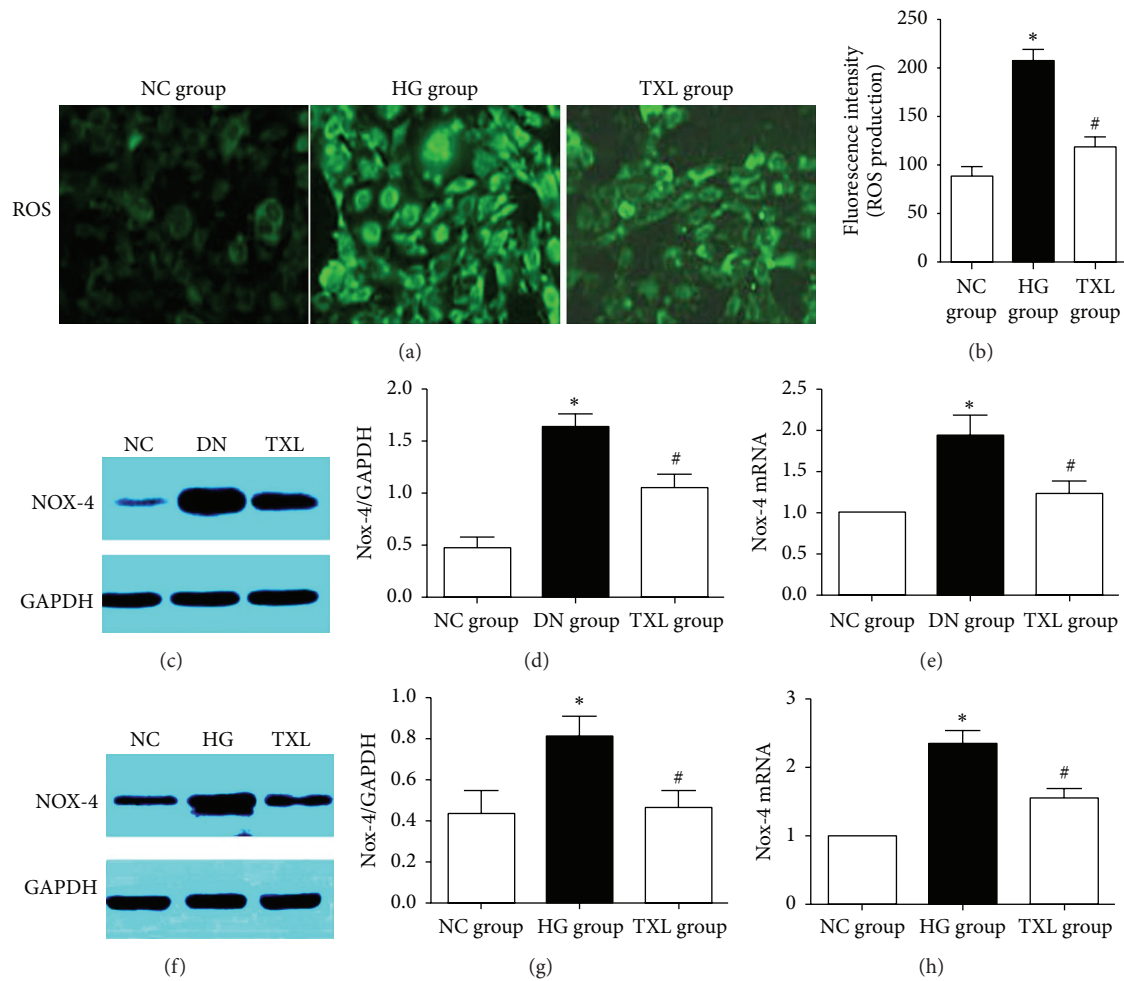 NC group HG group TXL group
ROS
(a)
250
200
150
100
50
0
Fluorescence intensity
(ROS production)
*
#
NC
group
HG
group
TXL
group
(b)
NC DN TXL
NOX-4
GAPDH
(c)
2.0
1.5
1.0
0.5
0.0
Nox-4/GAPDH
*
#
NC group DN group TXL group
(d)
2.5
2.0
1.5
1.0
0.5
0.0
Nox-4 mRNA
*
#
NC group DN group TXL group
(e)
NC HG TXL
NOX-4
GAPDH
(f)
1.0
0.8
0.6
0.4
0.2
0.0
Nox-4/GAPDH
*
#
NC group HG group TXL group
(g)
3
2
1
0
Nox-4 mRNA
*
#
NC group HG group TXL group
(h)